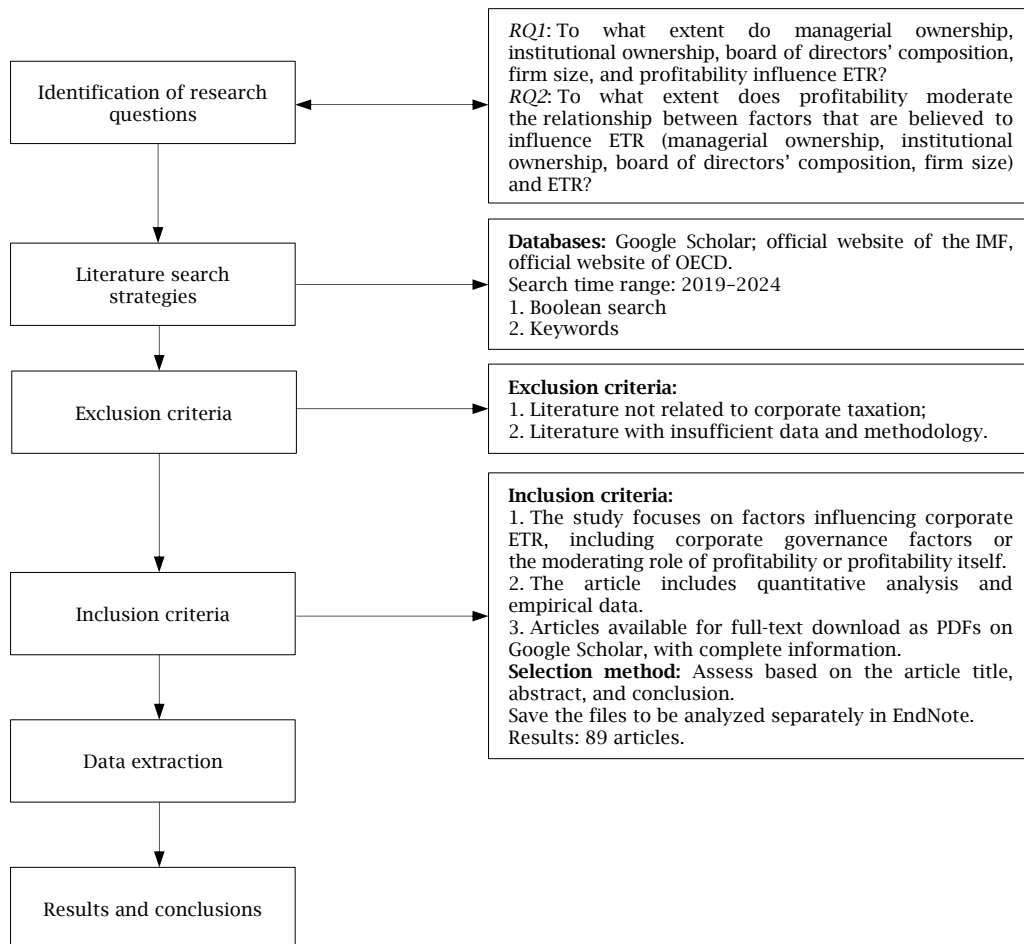 Identification of research
questions
RQ1: To what extent do managerial ownership,
institutional ownership, board of directors’ composition,
firm size, and profitability influence ETR?
RQ2: To what extent does profitability moderate
the relationship between factors that are believed to
influence ETR (managerial ownership, institutional
ownership, board of directors’ composition, firm size)
and ETR?
Literature search
strategies
Databases: Google Scholar; official website of the IMF,
official website of OECD.
Search time range: 2019–2024
1. Boolean search
2. Keywords
Exclusion criteria
Exclusion criteria:
1. Literature not related to corporate taxation;
2. Literature with insufficient data and methodology.
Inclusion criteria
Inclusion criteria:
1. The study focuses on factors influencing corporate
ETR, including corporate governance factors or
the moderating role of profitability or profitability itself.
2. The article includes quantitative analysis and
empirical data.
3. Articles available for full-text download as PDFs on
Google Scholar, with complete information.
Selection method: Assess based on the article title,
abstract, and conclusion.
Save the files to be analyzed separately in EndNote.
Results: 89 articles.
Data extraction
Results and conclusions